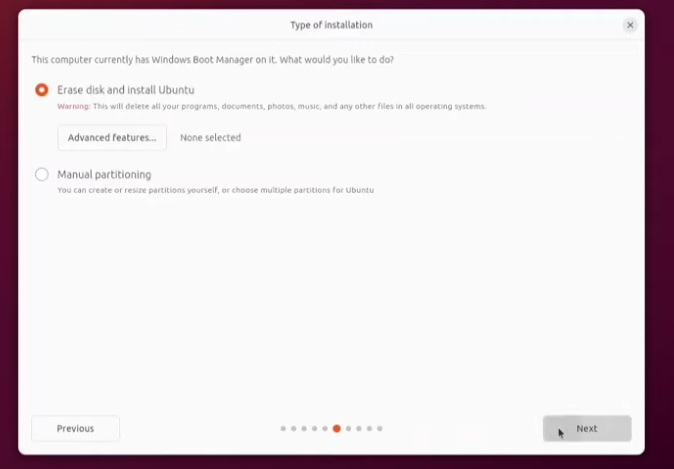 Type of installation
This computer currently has Windows Boot Manager on it. What would you like to do?
Erase disk and install Ubuntu
Warning: This will delete all your programs, documents, photos, music, and any other files in all operating systems.
Advanced features... None selected
Manual partitioning
You can create or resize partitions yourself, or choose multiple partitions for Ubuntu
Previous Next